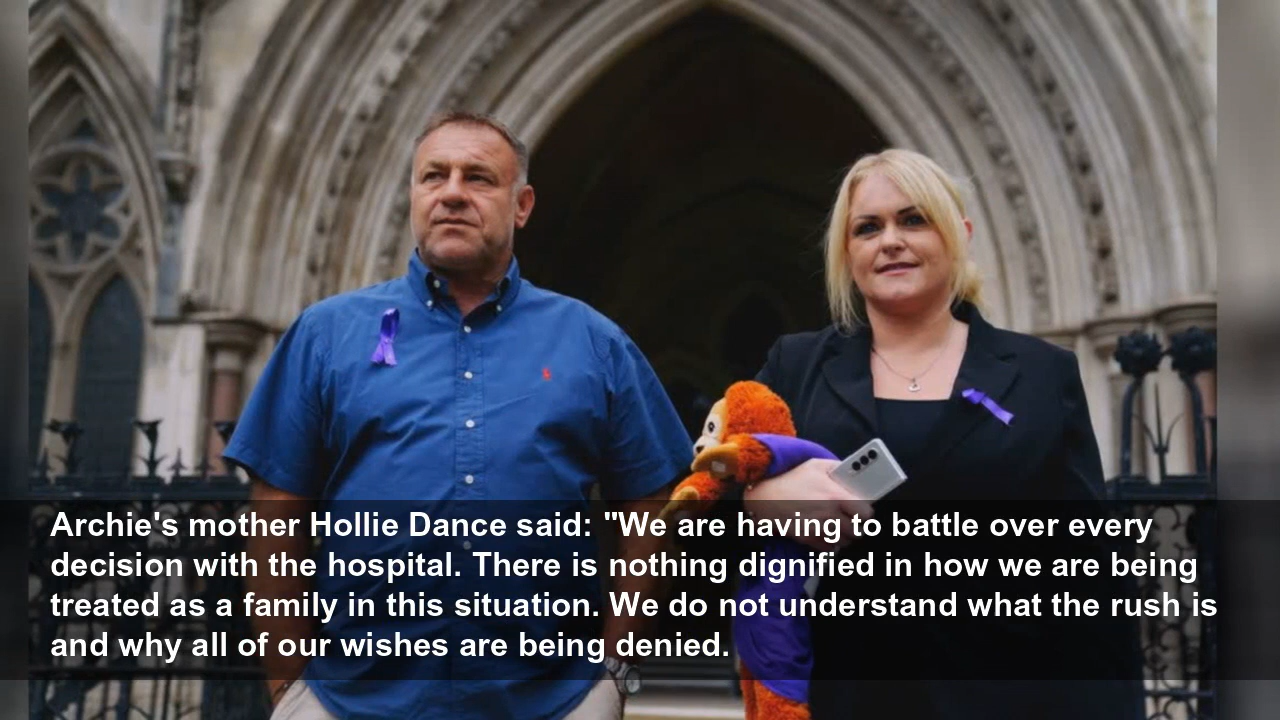 Archie's mother Hollie Dance said: "We are having to battle over every
decision with the hospital. There is nothing dignified in how we are being
treated as a family in this situation. We do not understand what the rush is
and why all of our wishes are being denied.